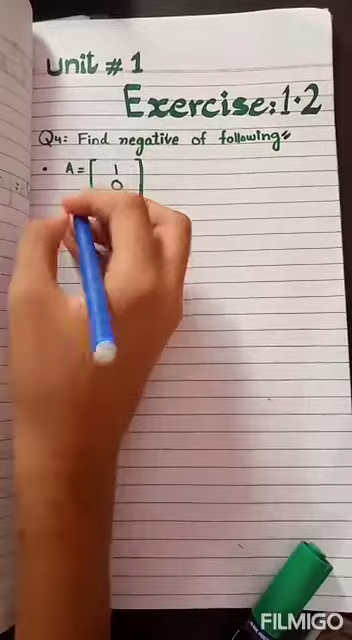 Unit # 1
Exercise: 1.2
Q4: Find negative of following:
• A = [ 1
0 ]
FILMIGO